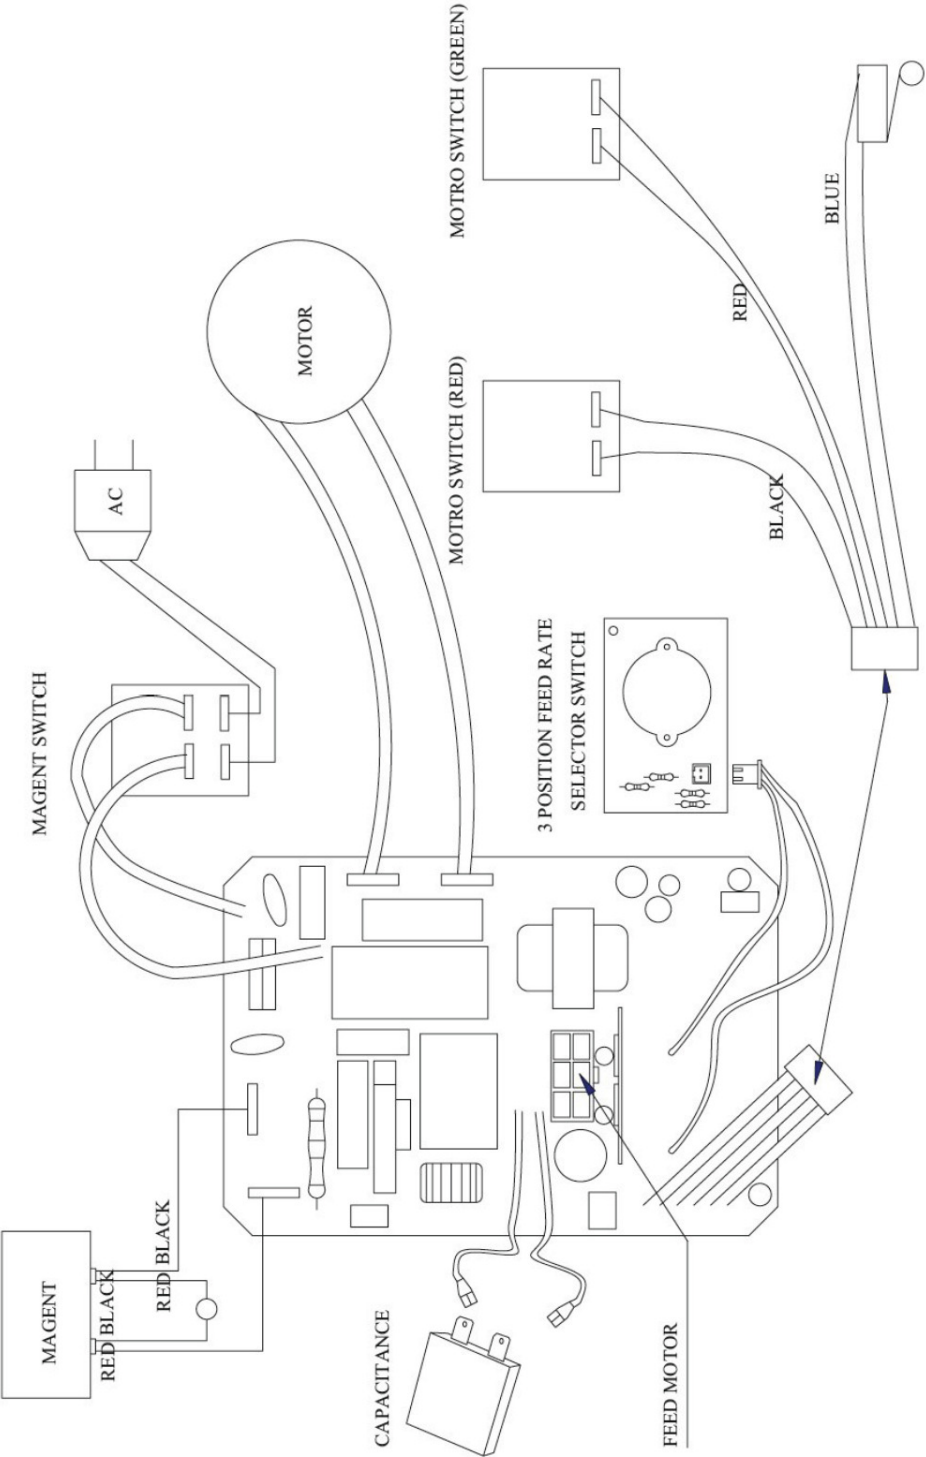 MAGENT
RED BLACK
RED BLACK
MAGENT SWITCH
AC
MOTOR
CAPACITANCE
MOTRO SWITCH (RED)
MOTRO SWITCH (GREEN)
3 POSITION FEED RATE
SELECTOR SWITCH
FEED MOTOR
BLACK
RED
BLUE